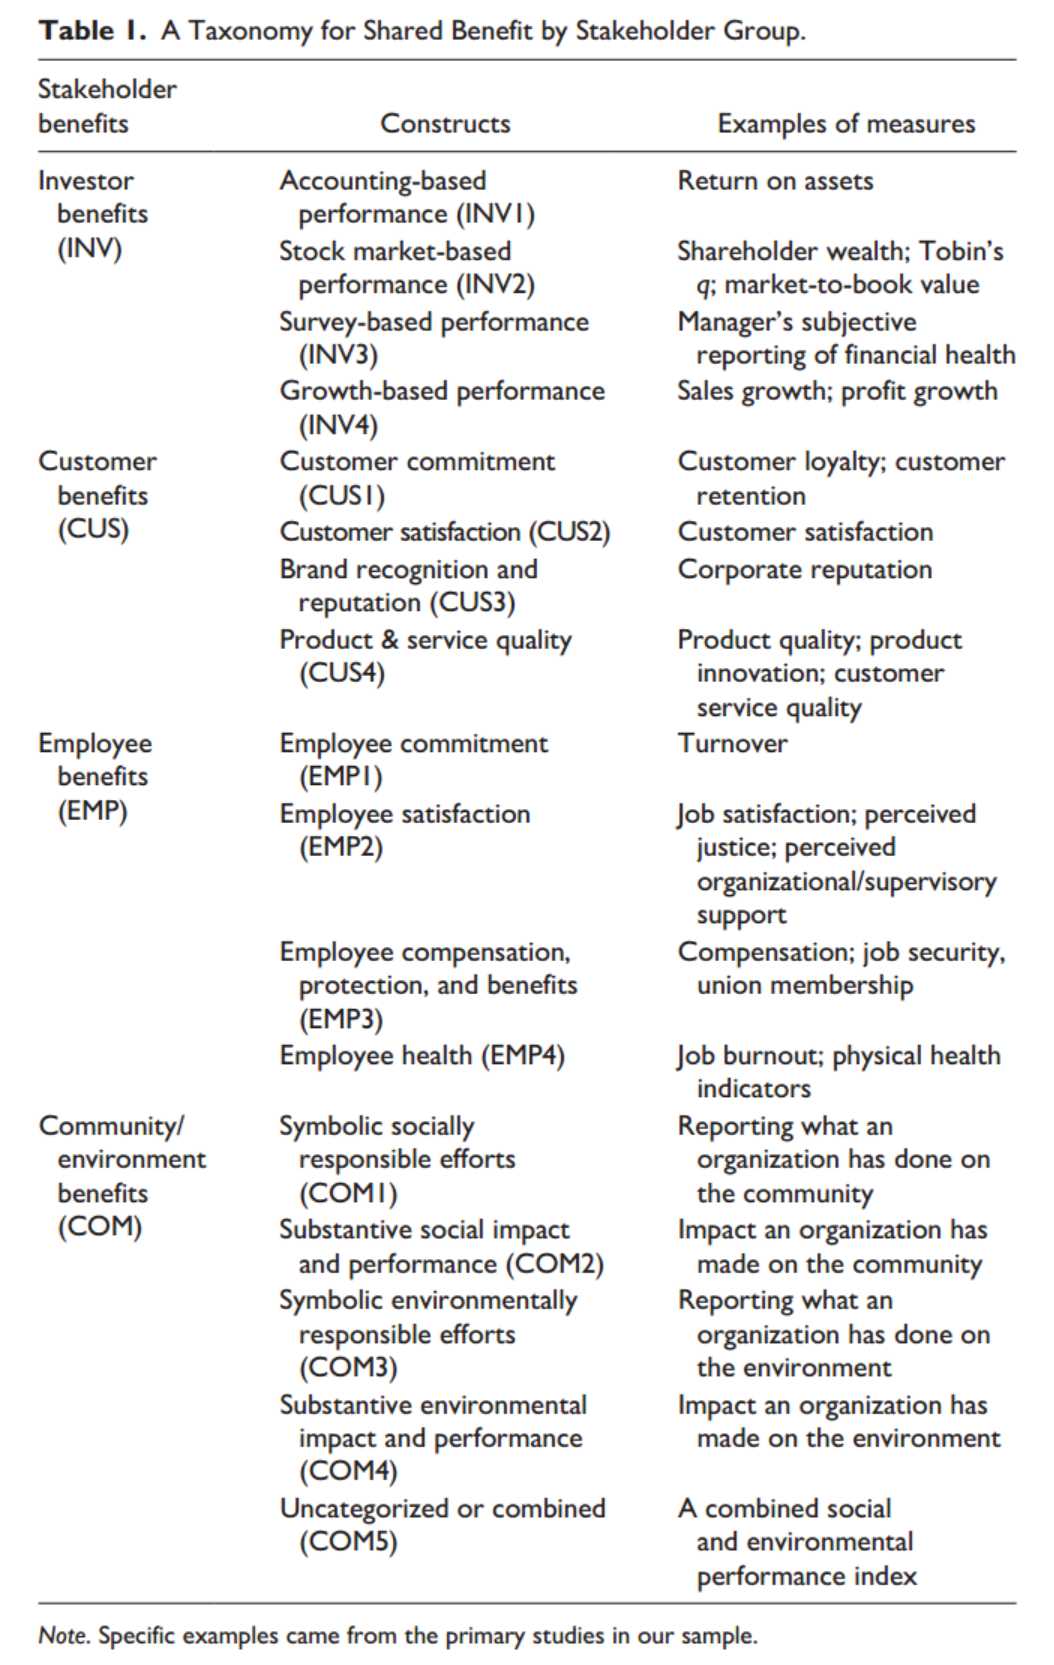 Table 1. A Taxonomy for Shared Benefit by Stakeholder Group.
Stakeholder
benefits Constructs Examples of measures
Investor Accounting-based Return on assets
benefits performance (INV1)
(INV) Stock market-based Shareholder wealth; Tobin's
performance (INV2) q; market-to-book value
Survey-based performance Manager's subjective
(INV3) reporting of financial health
Growth-based performance Sales growth; profit growth
(INV4)
Customer Customer commitment Customer loyalty; customer
benefits (CUS1) retention
(CUS) Customer satisfaction (CUS2) Customer satisfaction
Brand recognition and Corporate reputation
reputation (CUS3)
Product & service quality Product quality; product
(CUS4) innovation; customer
service quality
Employee Employee commitment Turnover
benefits (EMP1)
(EMP) Employee satisfaction Job satisfaction; perceived
(EMP2) justice; perceived
organizational/supervisory
support
Employee compensation, Compensation; job security,
protection, and benefits union membership
(EMP3)
Employee health (EMP4) Job burnout; physical health
indicators
Community/ Symbolic socially Reporting what an
environment responsible efforts organization has done on
benefits (COM1) the community
(COM) Substantive social impact Impact an organization has
and performance (COM2) made on the community
Symbolic environmentally Reporting what an
responsible efforts organization has done on
(COM3) the environment
Substantive environmental Impact an organization has
impact and performance made on the environment
(COM4)
Uncategorized or combined A combined social
(COM5) and environmental
performance index
Note. Specific examples came from the primary studies in our sample.